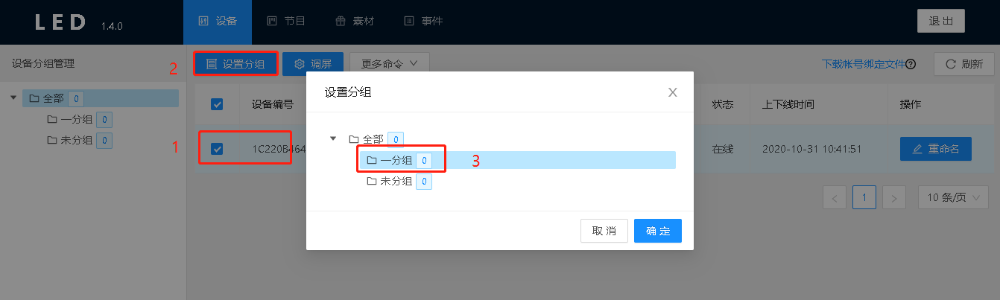 LED 1.4.0 设备 节目 素材 事件 退 出
设备分组管理 2 设置分组 调屏 更多命令 下载帐号绑定文件 刷新
设置分组
全部 0 设备编号 状态 上下线时间 操作
一分组 0
未分组 0
1 1C220B464 在线 2020-10-31 10:41:51 重命名
全部 0
一分组 0 3
未分组 0
< 1 > 10 条/页
取 消 确 定